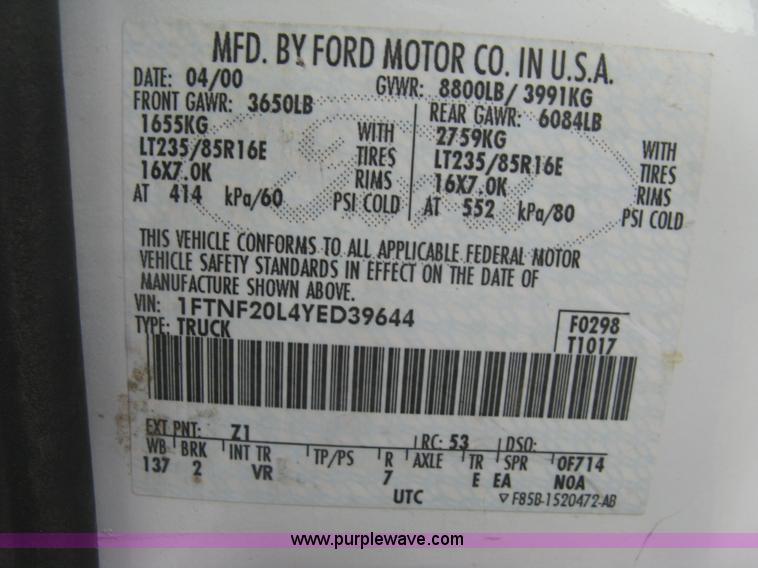 MFD. BY FORD MOTOR CO. IN U.S.A.
DATE: 04/00 GVWR: 8800LB/ 3991KG
FRONT GAWR: 3650LB REAR GAWR: 6084LB
1655KG WITH 2759KG WITH
LT235/85R16E TIRES LT235/85R16E TIRES
16X7.0K RIMS 16X7.0K RIMS
AT 414 kPa/60 PSI COLD AT 552 kPa/80 PSI COLD
THIS VEHICLE CONFORMS TO ALL APPLICABLE FEDERAL MOTOR
VEHICLE SAFETY STANDARDS IN EFFECT ON THE DATE OF
MANUFACTURE SHOWN ABOVE.
VIN: 1FTNF20L4YED39644 F0298
TYPE: TRUCK T1017
EXT PNT: Z1 RC: 53 DSO:
WB BRK INT TR TP/PS R AXLE TR SPR 0F714
137 2 VR 7 E EA NOA
UTC ▽ F85B-1520472-AB
www.purplewave.com